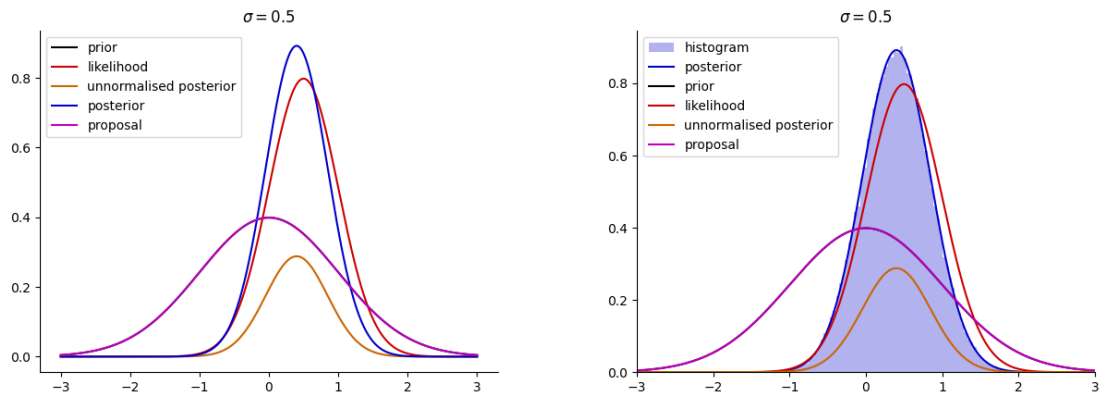 σ = 0.5
prior
likelihood
unnormalised posterior
posterior
proposal
0.8
0.6
0.4
0.2
0.0
−3
−2
−1
0
1
2
3
σ = 0.5
histogram
posterior
prior
likelihood
unnormalised posterior
proposal
0.8
0.6
0.4
0.2
0.0
−3
−2
−1
0
1
2
3